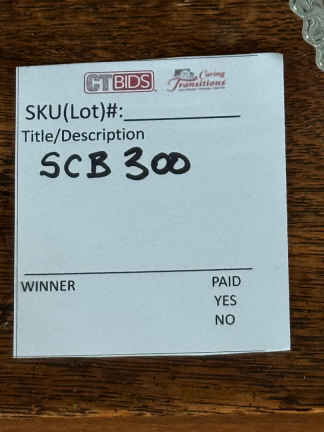 CTBIDS Caring Transitions
SKU(Lot)#:
Title/Description
SCB 300
WINNER PAID
YES
NO